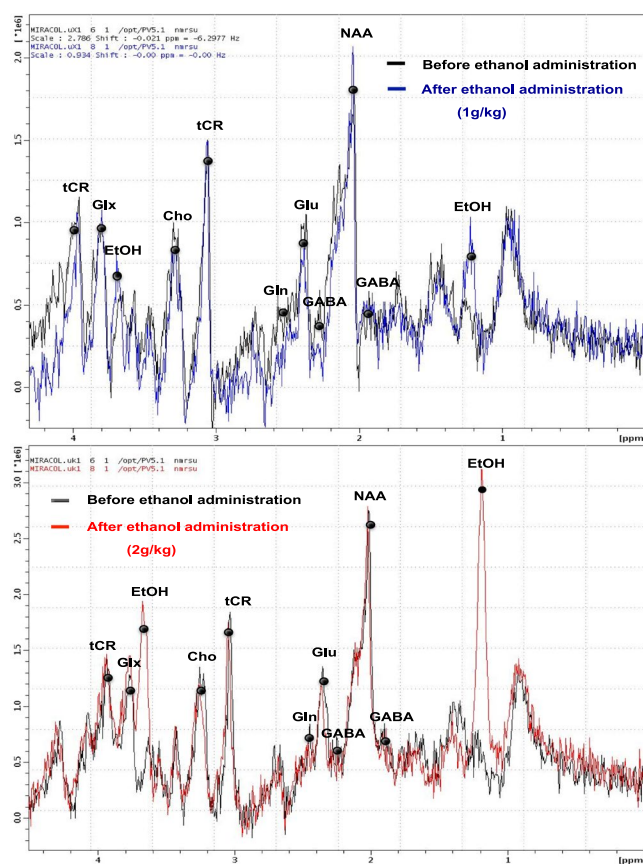 MIRACOL.uX1 6 1 /opt/PV5.1 nmrsu
Scale : 2.786 Shift : -0.021 ppm = -6.2977 Hz
MIRACOL.uX1 8 1 /opt/PV5.1 nmrsu
Scale : 0.934 Shift : -0.00 ppm = -0.00 Hz
[*1e6]
NAA
Before ethanol administration
After ethanol administration
(1g/kg)
tCR
tCR
Glx
EtOH
Cho
Glu
Gln
GABA
GABA
EtOH
2.0
1.5
1.0
0.5
0.0
4 3 2 1 [ppm]
MIRACOL.uk1 6 1 /opt/PV5.1 nmrsu
MIRACOL.uk1 8 1 /opt/PV5.1 nmrsu
[*1e6]
EtOH
Before ethanol administration
After ethanol administration
(2g/kg)
NAA
EtOH
tCR
tCR
Glx
Cho
Glu
Gln
GABA
GABA
3.0
2.5
2.0
1.5
1.0
0.5
0.0
4 3 2 1 [ppm]